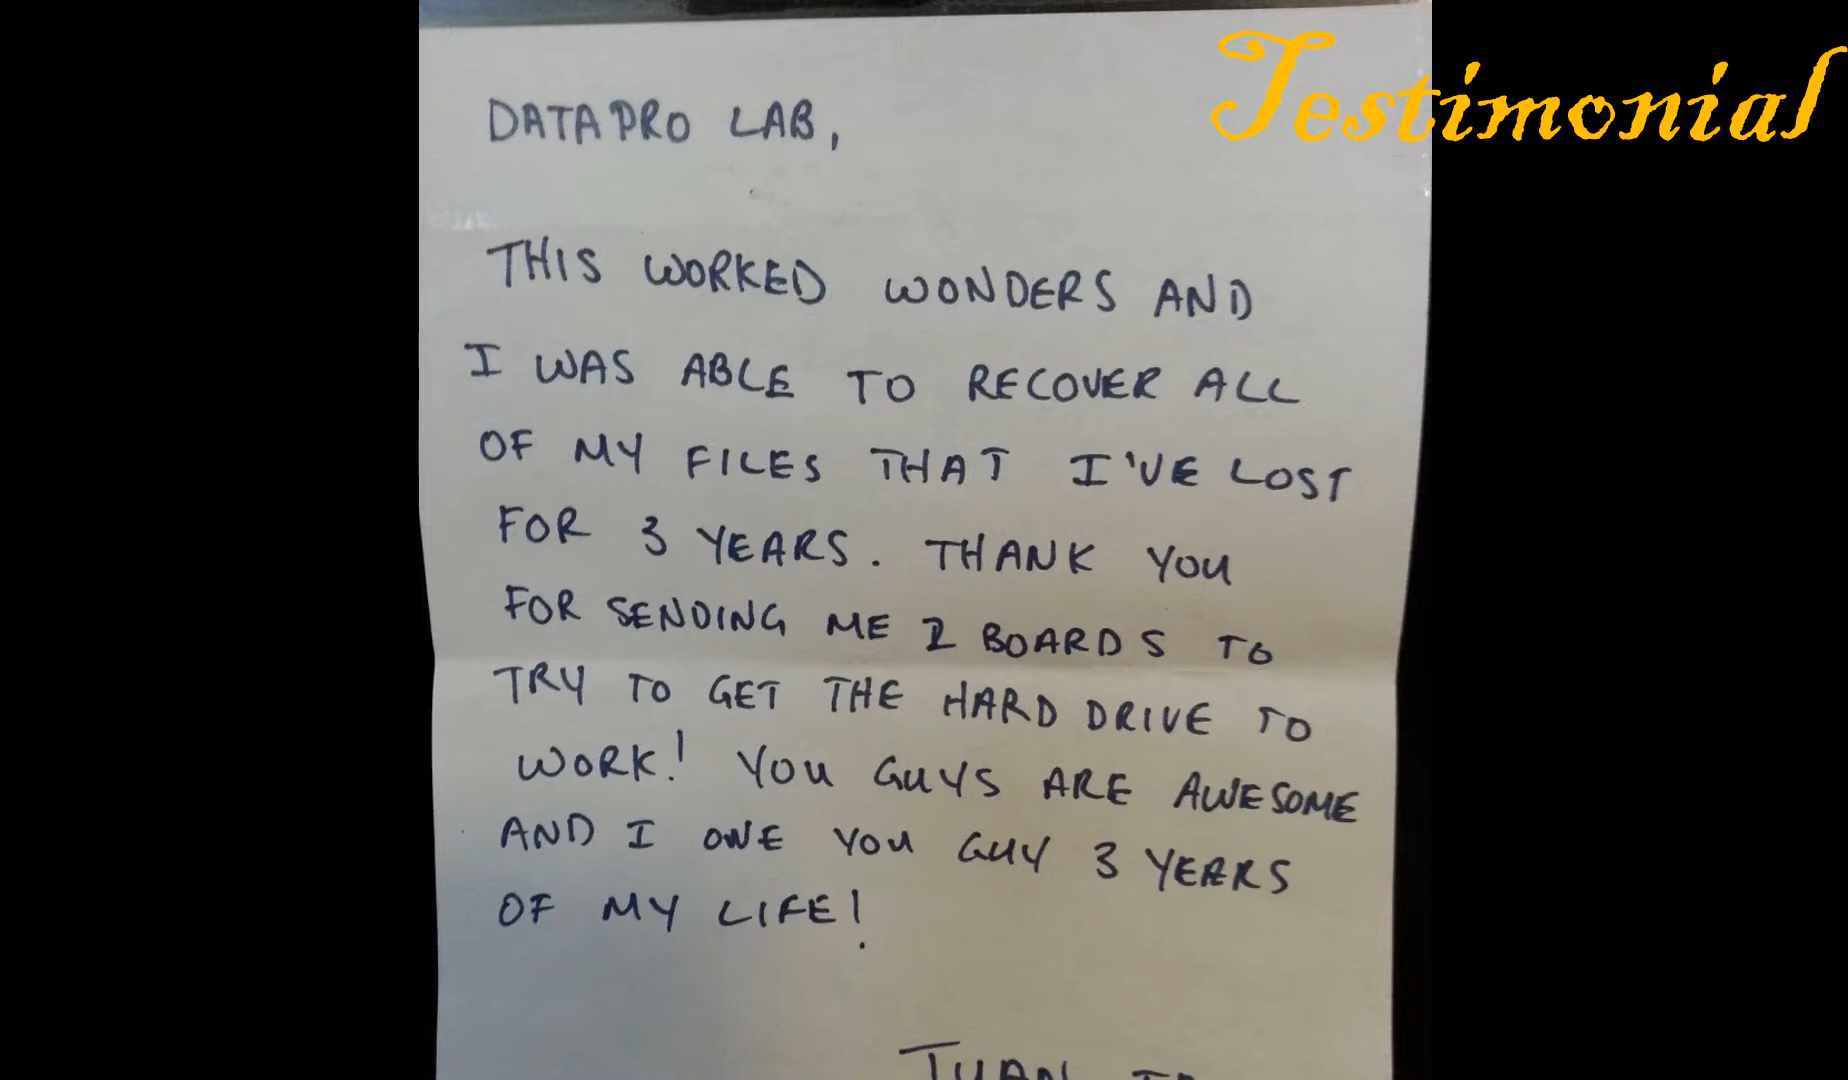 Testimonial
DATAPRO LAB,
THIS WORKED WONDERS AND
I WAS ABLE TO RECOVER ALL
OF MY FILES THAT I'VE LOST
FOR 3 YEARS. THANK YOU
FOR SENDING ME 2 BOARDS TO
TRY TO GET THE HARD DRIVE TO
WORK! YOU GUYS ARE AWESOME
AND I OWE YOU GUY 3 YEARS
OF MY LIFE!